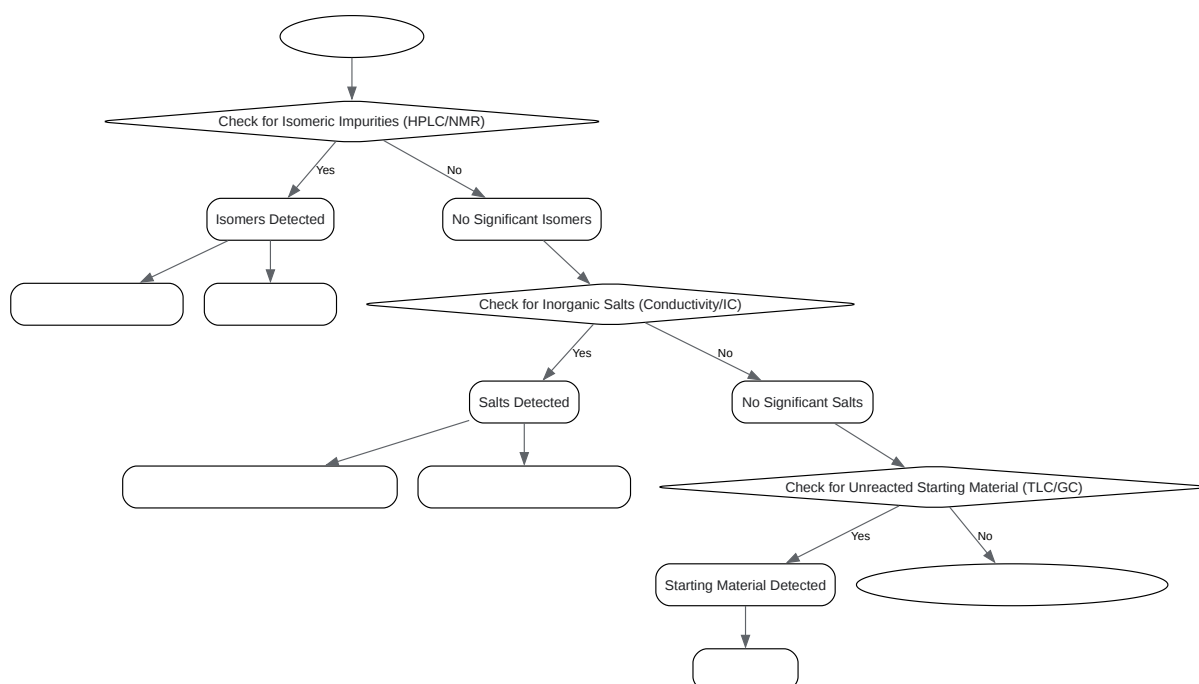 Check for Isomeric Impurities (HPLC/NMR)
Yes
No
Isomers Detected
No Significant Isomers
Check for Inorganic Salts (Conductivity/IC)
Yes
No
Salts Detected
No Significant Salts
Check for Unreacted Starting Material (TLC/GC)
Yes
No
Starting Material Detected